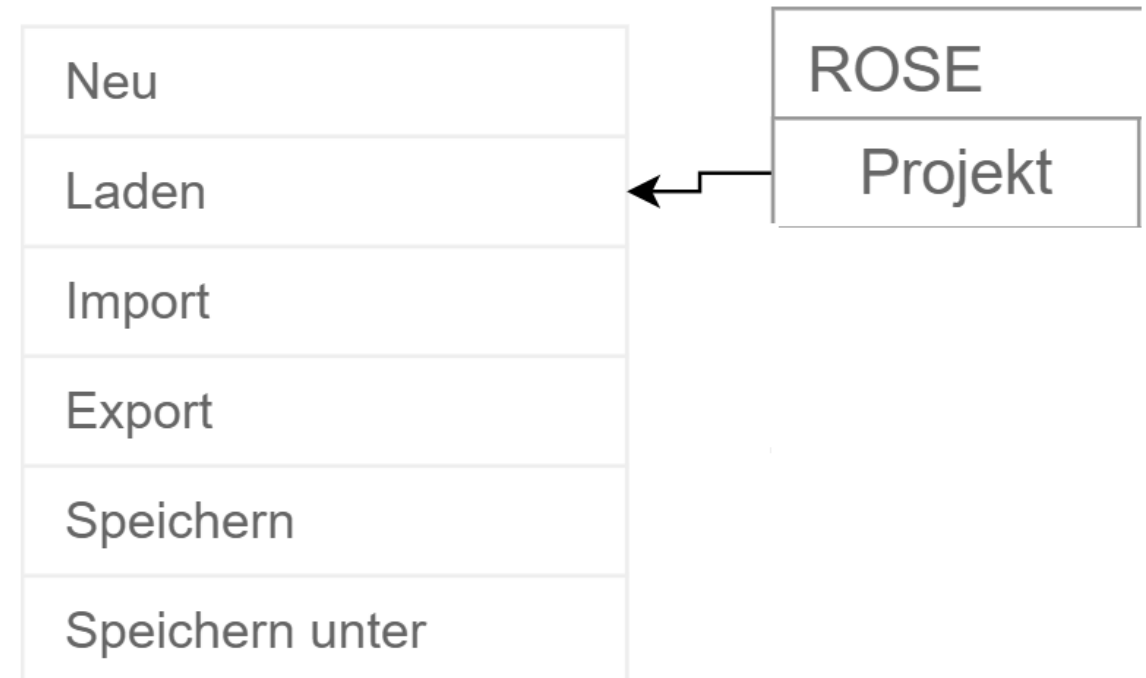 Neu
Laden
Import
Export
Speichern
Speichern unter
ROSE
Projekt